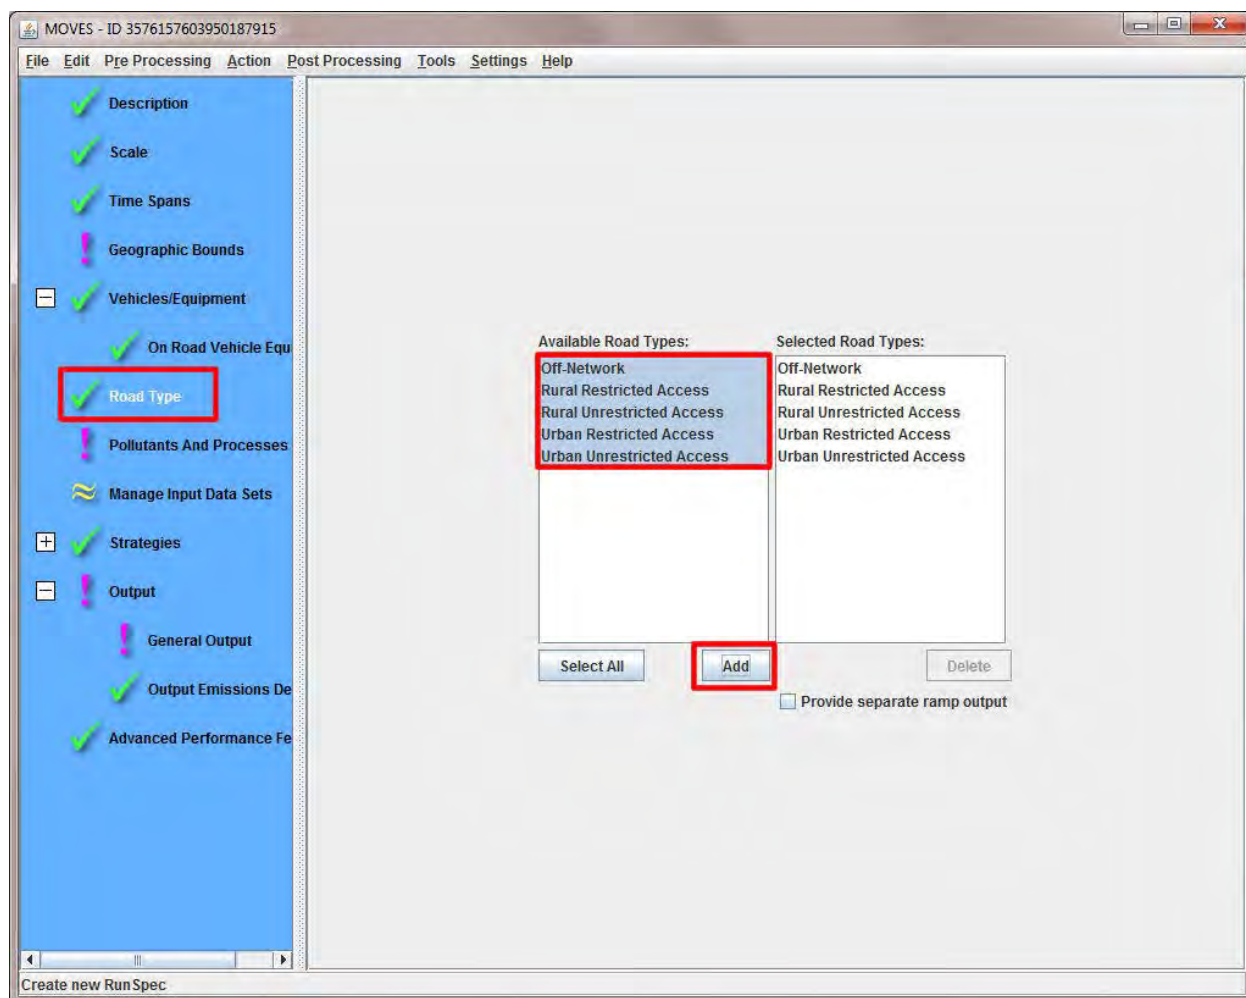 MOVES - ID 3576157603950187915
File Edit Pre Processing Action Post Processing Tools Settings Help
Description
Scale
Time Spans
Geographic Bounds
Vehicles/Equipment
On Road Vehicle Equ
Road Type
Pollutants And Processes
Manage Input Data Sets
Strategies
Output
General Output
Output Emissions De
Advanced Performance Fe
Available Road Types:
Off-Network
Rural Restricted Access
Rural Unrestricted Access
Urban Restricted Access
Urban Unrestricted Access
Selected Road Types:
Off-Network
Rural Restricted Access
Rural Unrestricted Access
Urban Restricted Access
Urban Unrestricted Access
Select All Add Delete
Provide separate ramp output
Create new RunSpec